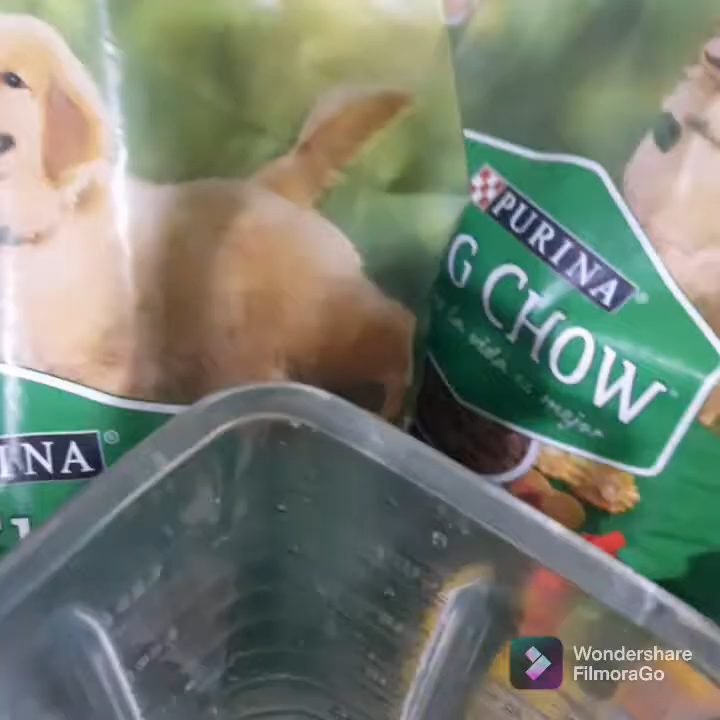 PURINA
G CHOW
la vida es mejor
INA
Wondershare
FilmoraGo